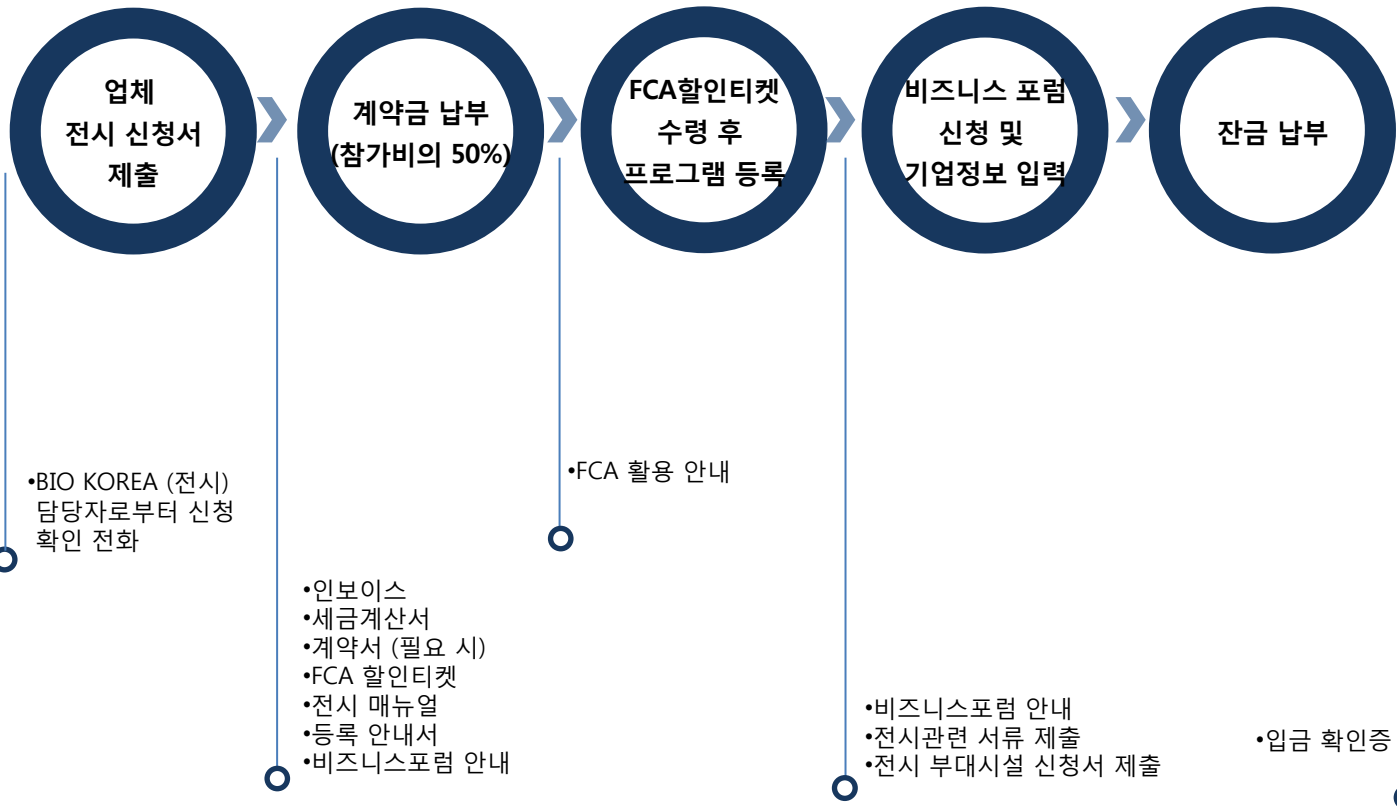 업체
전시 신청서
제출
계약금 납부
(참가비의 50%)
FCA할인티켓
수령 후
프로그램 등록
비즈니스 포럼
신청 및
기업정보 입력
잔금 납부
•BIO KOREA (전시)
담당자로부터 신청
확인 전화
•인보이스
•세금계산서
•계약서 (필요 시)
•FCA 할인티켓
•전시 매뉴얼
•등록 안내서
•비즈니스포럼 안내
•FCA 활용 안내
•비즈니스포럼 안내
•전시관련 서류 제출
•전시 부대시설 신청서 제출
•입금 확인증